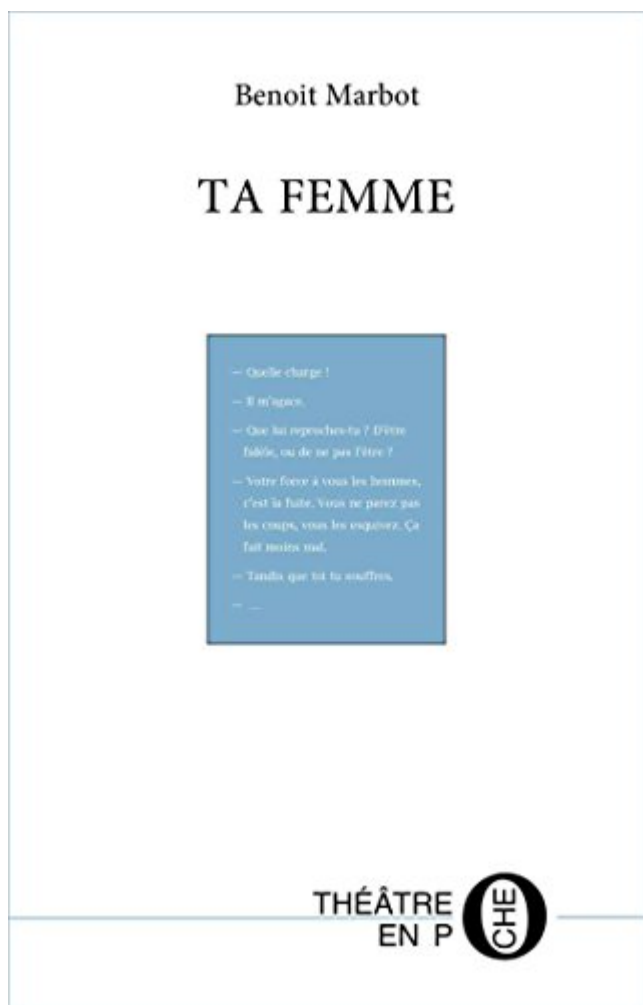 Benoit Marbot
TA FEMME
– Quelle charge !
– Il m'agace.
– Que lui reproches-tu ? D'être
fidèle, ou de ne pas l'être ?
– Votre force à vous les hommes,
c'est la fuite. Vous ne parez pas
les coups, vous les esquivez. Ça
fait moins mal.
– Tandis que toi tu souffres.
– ....
THÉÂTRE
EN POCHE